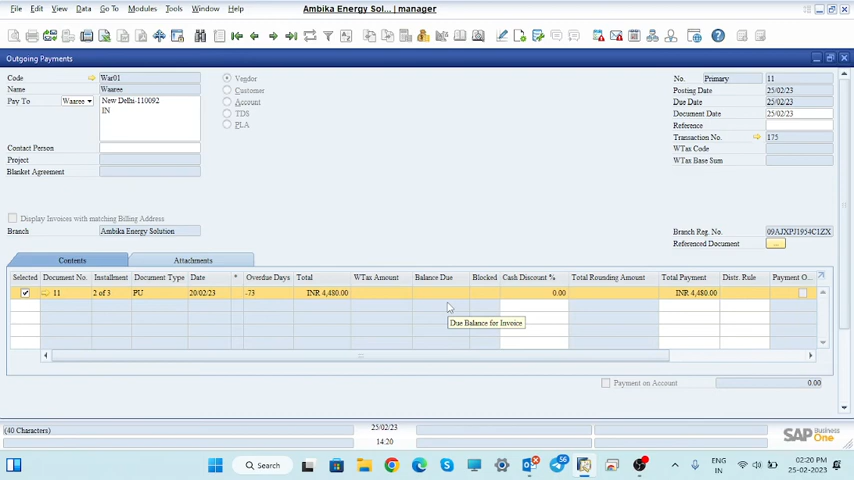 File Edit View Data Go To Modules Tools Window Help
Ambika Energy Sol... | manager
Outgoing Payments
Code War01
Name Waaree
Pay To Waaree New Delhi-110092
IN
Contact Person
Project
Blanket Agreement
Vendor
Customer
Account
TDS
PLA
No. Primary 11
Posting Date 25/02/23
Due Date 25/02/23
Document Date 25/02/23
Reference
Transaction No. 175
WTax Code
WTax Base Sum
Display Invoices with matching Billing Address
Branch Ambika Energy Solution
Branch Reg. No. 09AJXPJ1954C1ZX
Referenced Document ...
Contents Attachments
Selected Document No. Installment Document Type Date * Overdue Days Total WTax Amount Balance Due Blocked Cash Discount % Total Rounding Amount Total Payment Distr. Rule Payment O...
11 2 of 3 PU 20/02/23 -73 INR 4,480.00 0.00 INR 4,480.00
Due Balance for Invoice
Payment on Account 0.00
(40 Characters)
25/02/23
14:20
SAP Business One
Search
56
ENG
IN
02:20 PM
25-02-2023